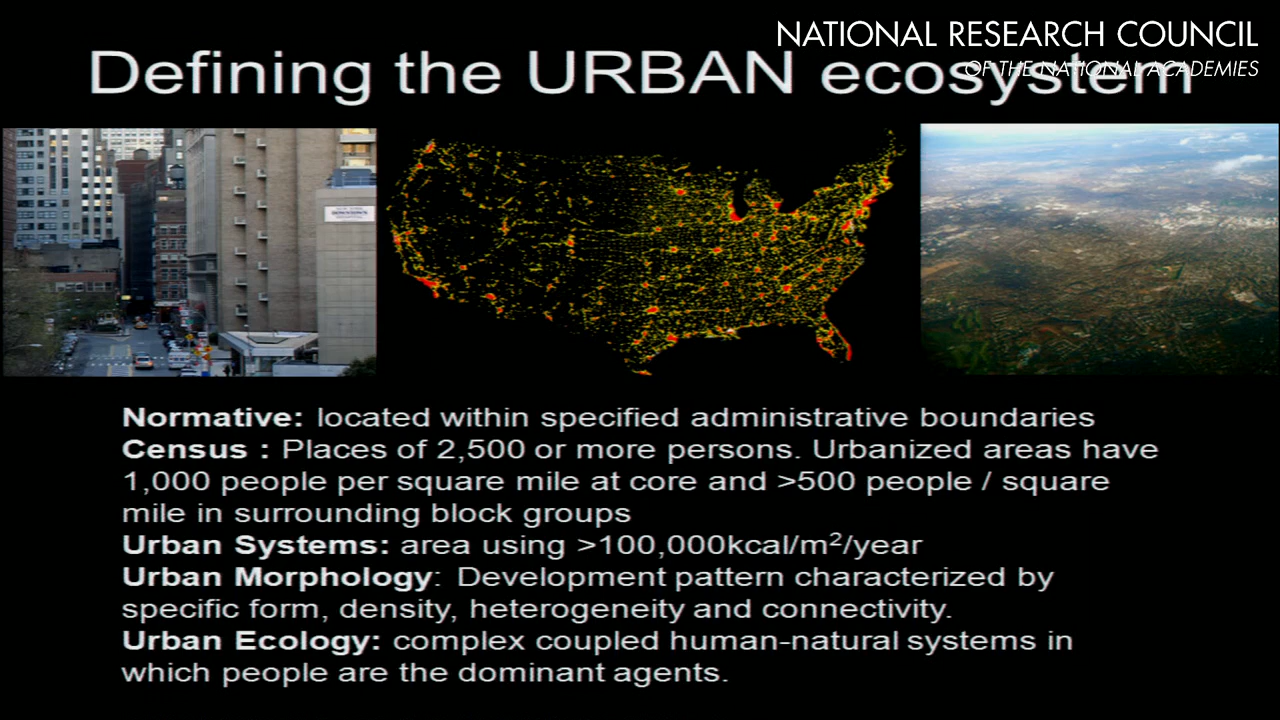 NATIONAL RESEARCH COUNCIL
OF THE NATIONAL ACADEMIES
Defining the URBAN ecosystem
Normative: located within specified administrative boundaries
Census : Places of 2,500 or more persons. Urbanized areas have
1,000 people per square mile at core and >500 people / square
mile in surrounding block groups
Urban Systems: area using >100,000kcal/m²/year
Urban Morphology: Development pattern characterized by
specific form, density, heterogeneity and connectivity.
Urban Ecology: complex coupled human-natural systems in
which people are the dominant agents.